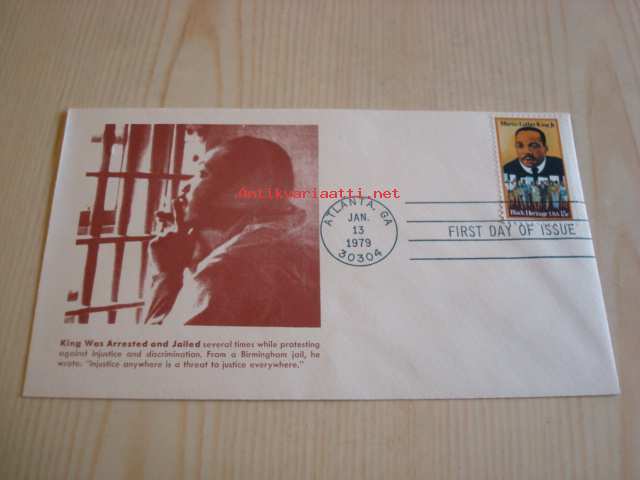 Martin Luther King Jr.
Black Heritage USA 15c
Antikvariaatti.net
ATLANTA, GA
JAN.
13
1979
30304
FIRST DAY OF ISSUE
King Was Arrested and Jailed several times while protesting
against injustice and discrimination. From a Birmingham jail, he
wrote: "Injustice anywhere is a threat to justice everywhere."